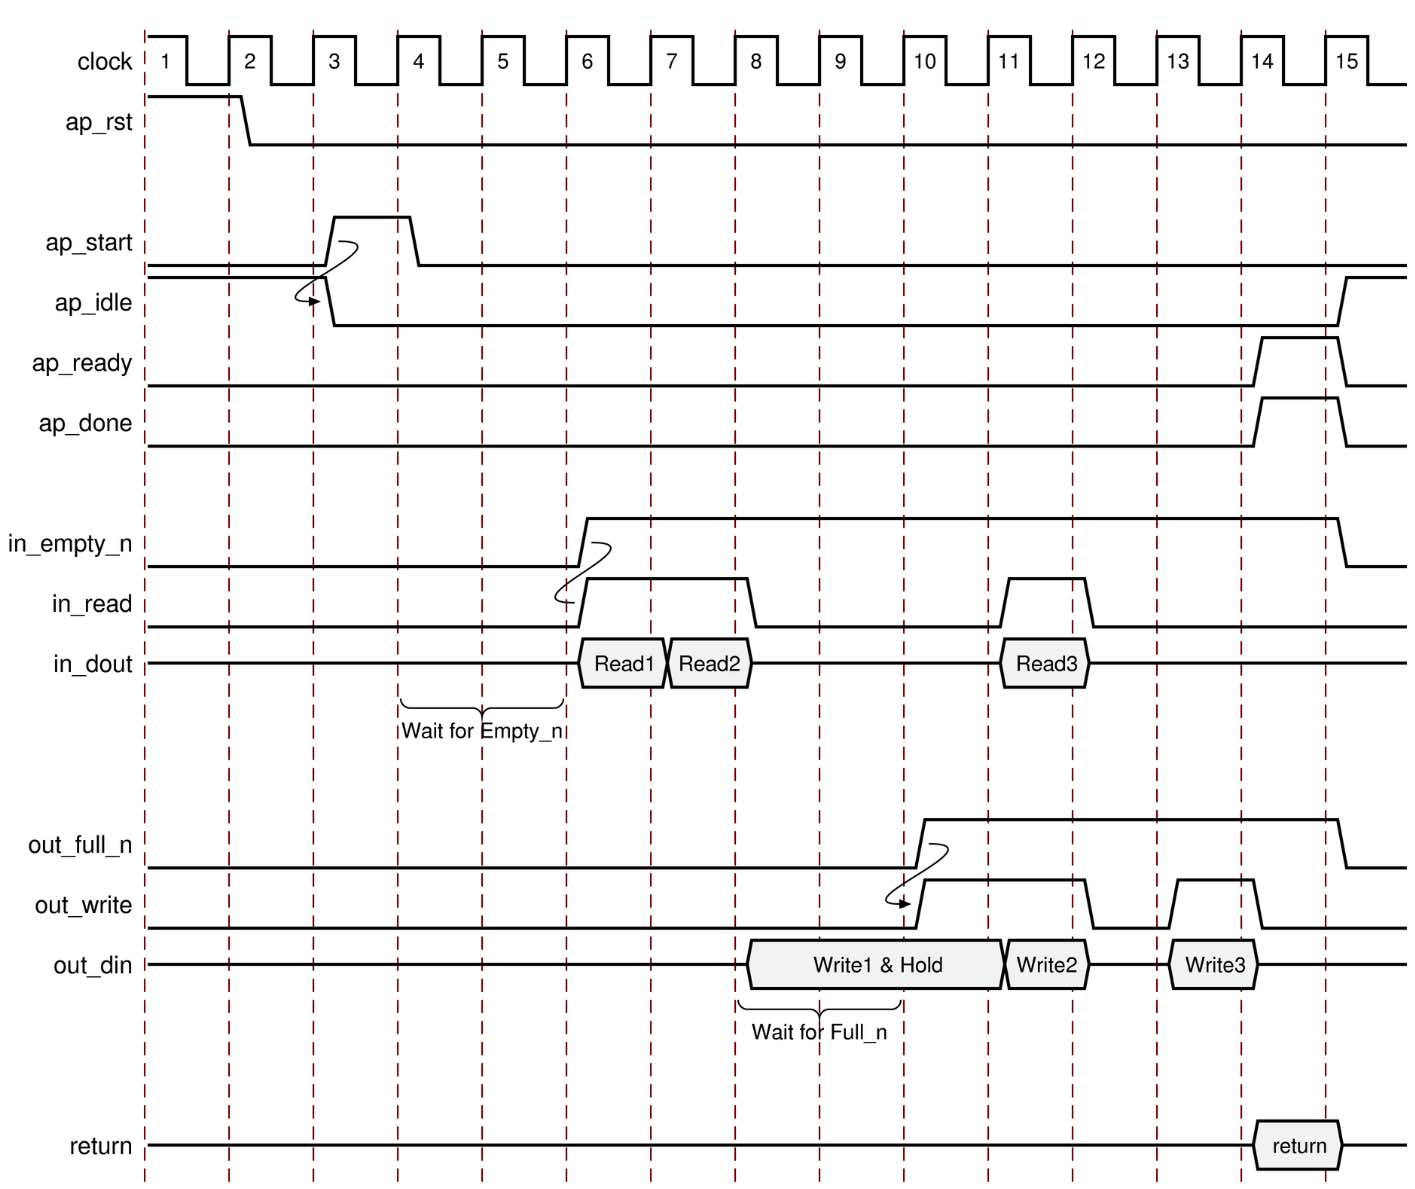 clock 1 2 3 4 5 6 7 8 9 10 11 12 13 14 15
ap_rst
ap_start
ap_idle
ap_ready
ap_done
in_empty_n
in_read
in_dout Read1 Read2 Read3
Wait for Empty_n
out_full_n
out_write
out_din Write1 & Hold Write2 Write3
Wait for Full_n
return return